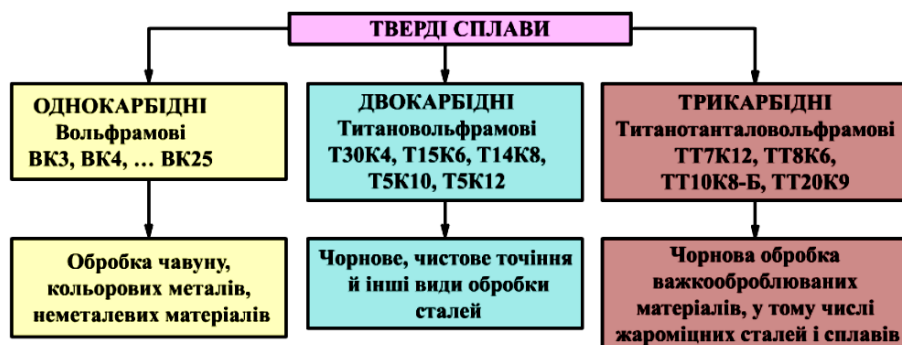 ТВЕРДІ СПЛАВИ
ОДНОКАРБІДНІ
Вольфрамові
ВК3, ВК4, … ВК25
ДВОКАРБІДНІ
Титановольфрамові
Т30К4, Т15К6, Т14К8,
Т5К10, Т5К12
ТРИКАРБІДНІ
Титанотанталовольфрамові
ТТ7К12, ТТ8К6,
ТТ10К8-Б, ТТ20К9
Обробка чавуну,
кольорових металів,
неметалевих матеріалів
Чорнове, чистове точіння
й інші види обробки
сталей
Чорнова обробка
важкооброблюваних
матеріалів, у тому числі
жароміцних сталей і сплавів